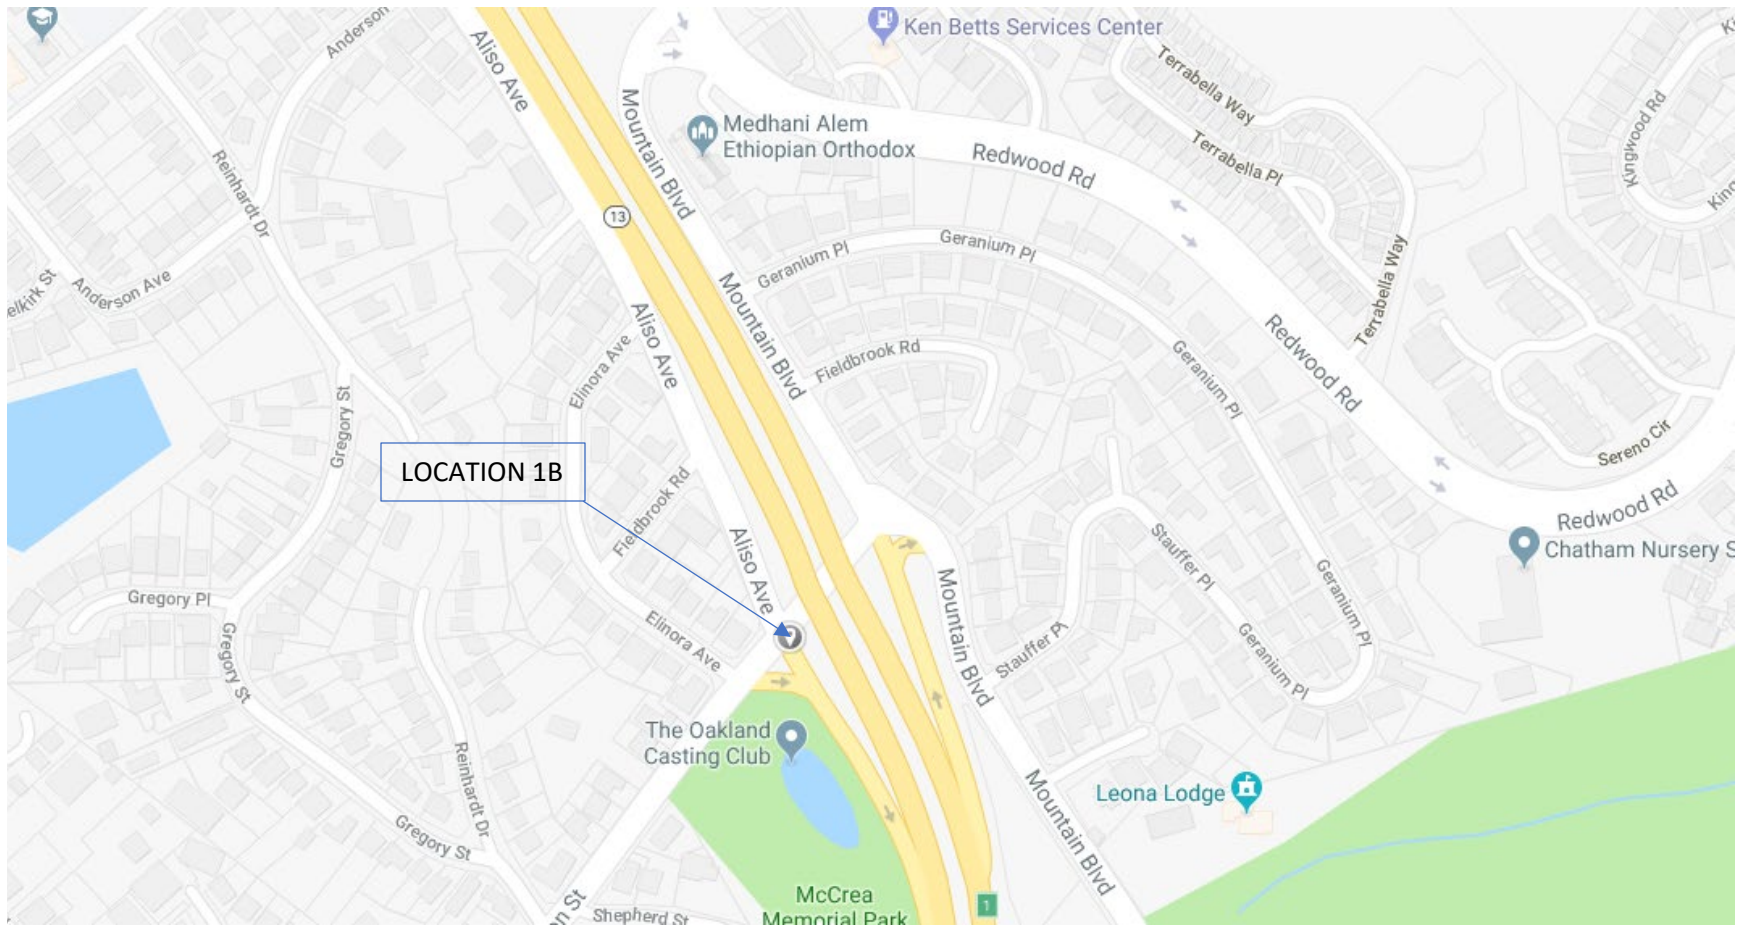 Anderson
Aliso Ave
Ken Betts Services Center
Terrabella Way
Kingwood Rd
Mountain Blvd
Medhani Alem
Ethiopian Orthodox
Redwood Rd
Terrabella Pl
Reinhardt Dr
13
Geranium Pl
Geranium Pl
Terrabella Way
Anderson Ave
Aliso Ave
Mountain Blvd
Elinora Ave
Fieldbrook Rd
Geranium Pl
Redwood Rd
Gregory St
LOCATION 1B
Sereno Cir
Fieldbrook Rd
Redwood Rd
Aliso Ave
Stauffer Pl
Chatham Nursery S
Gregory Pl
Mountain Blvd
Geranium Pl
Gregory St
Elinora Ave
Stauffer Pl
Geranium Pl
The Oakland
Casting Club
Reinhardt Dr
Leona Lodge
Mountain Blvd
Gregory St
McCrea
Memorial Park
1
Shepherd St